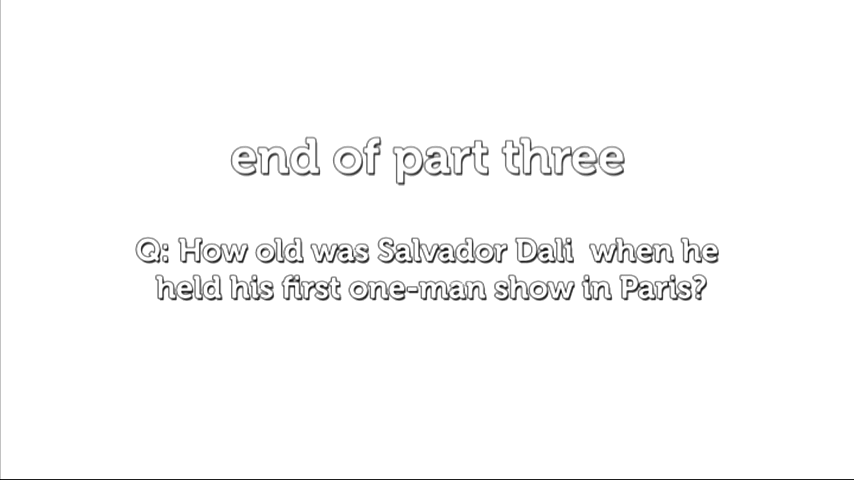 end of part three
Q: How old was Salvador Dali when he
held his first one-man show in Paris?